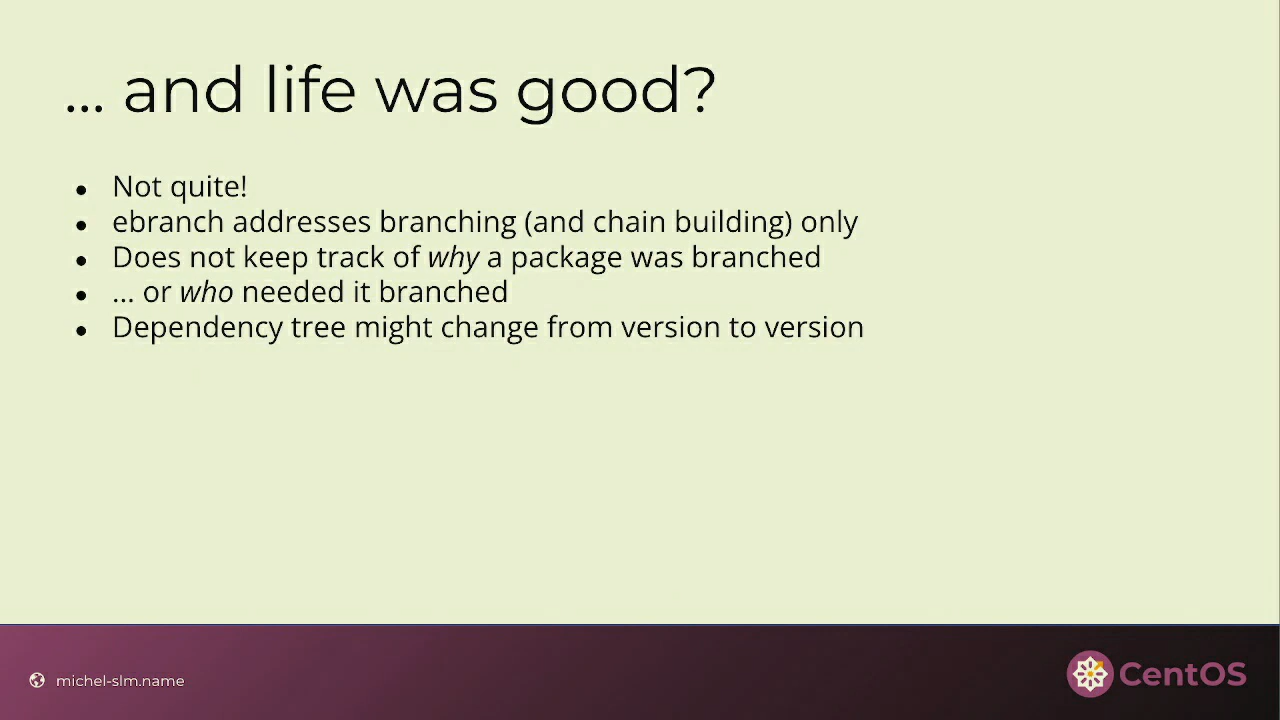 ... and life was good?
● Not quite!
● ebranch addresses branching (and chain building) only
● Does not keep track of why a package was branched
● ... or who needed it branched
● Dependency tree might change from version to version
michel-slm.name
CentOS